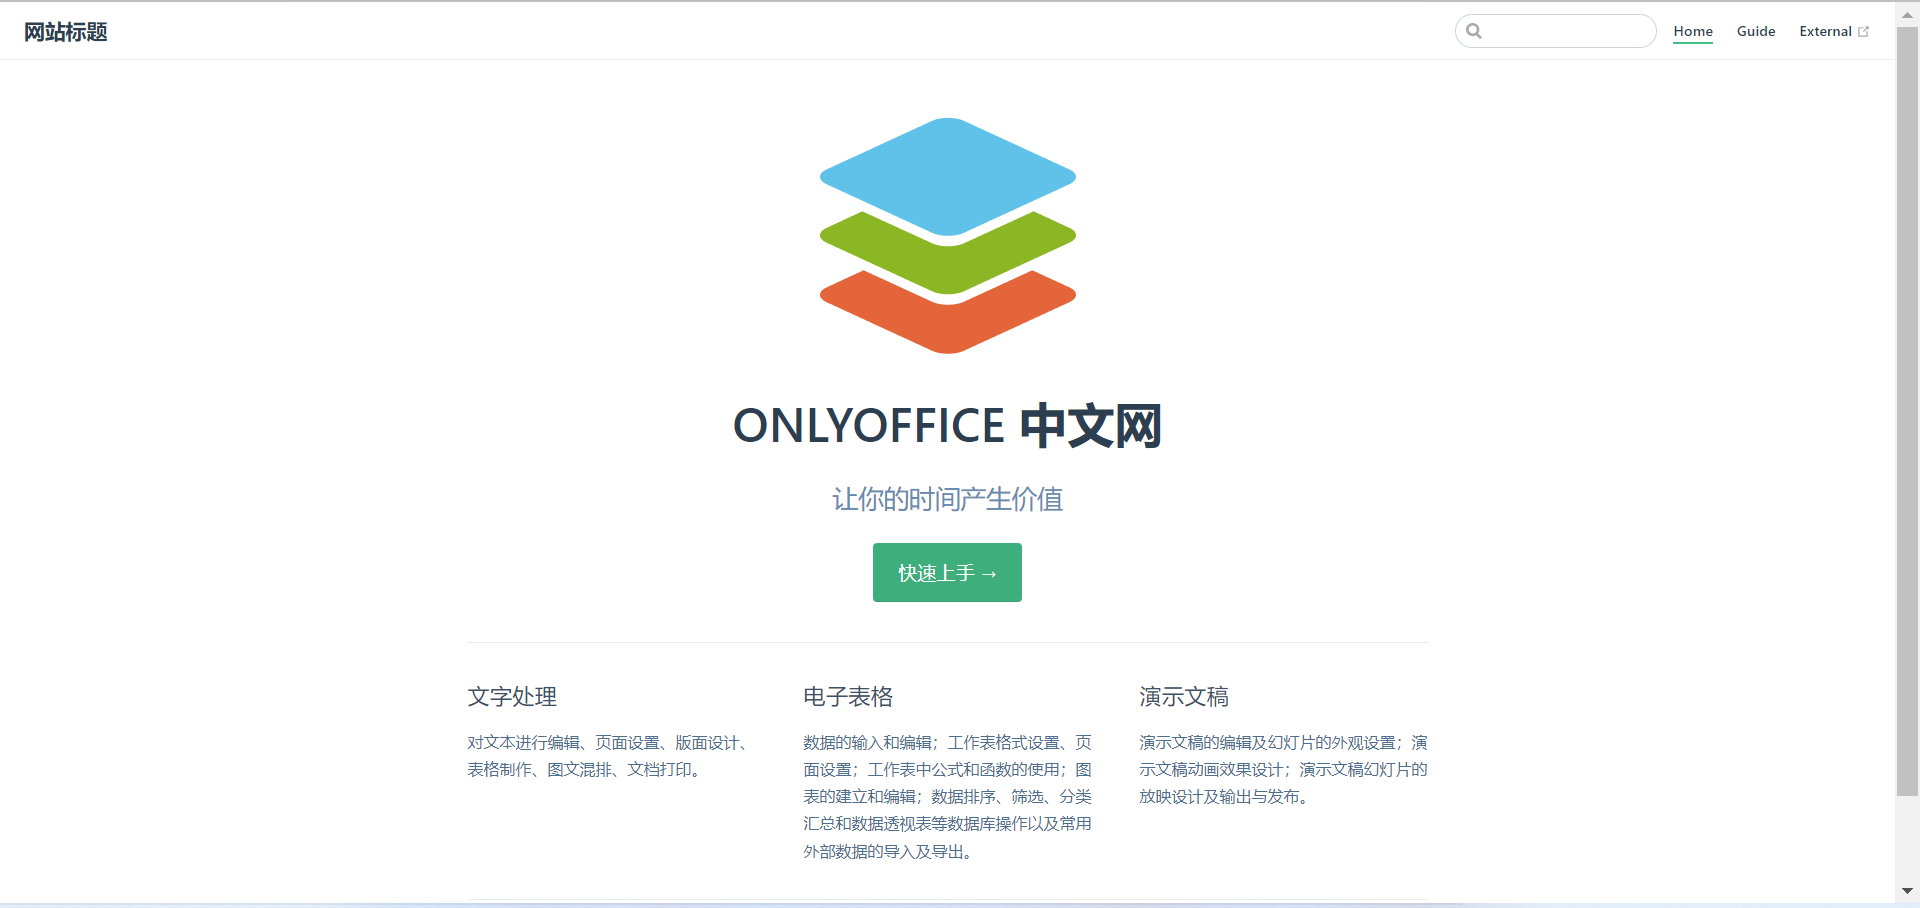 网站标题
Home
Guide
External
ONLYOFFICE 中文网
让你的时间产生价值
快速上手 →
文字处理
对文本进行编辑、页面设置、版面设计、
表格制作、图文混排、文档打印。
电子表格
数据的输入和编辑；工作表格式设置、页
面设置；工作表中公式和函数的使用；图
表的建立和编辑；数据排序、筛选、分类
汇总和数据透视表等数据库操作以及常用
外部数据的导入及导出。
演示文稿
演示文稿的编辑及幻灯片的外观设置；演
示文稿动画效果设计；演示文稿幻灯片的
放映设计及输出与发布。